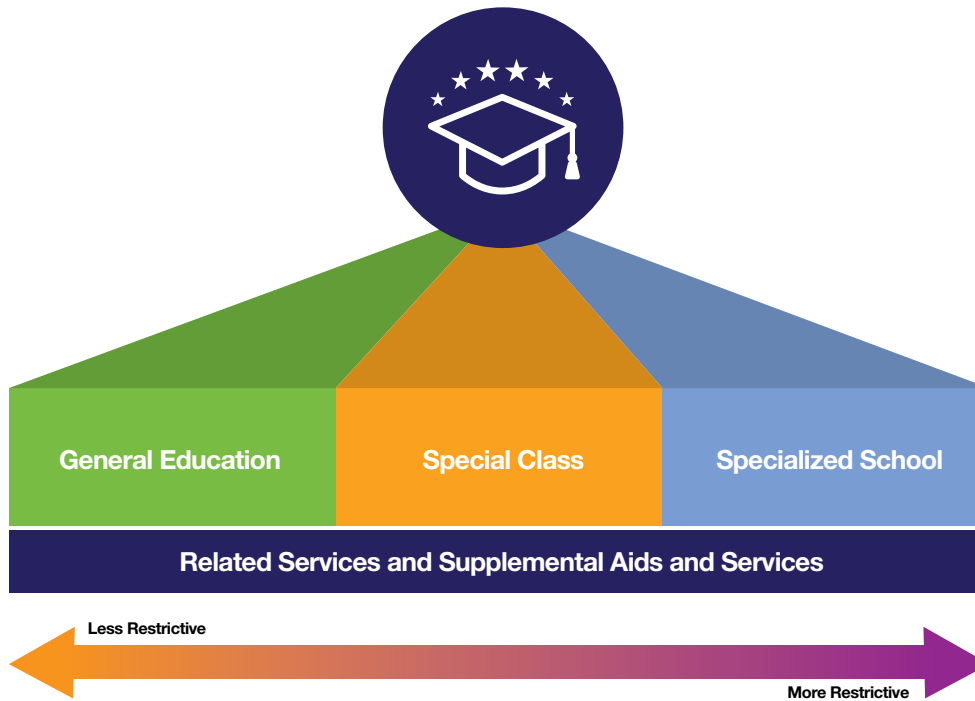 General Education
Special Class
Specialized School
Related Services and Supplemental Aids and Services
Less Restrictive
More Restrictive